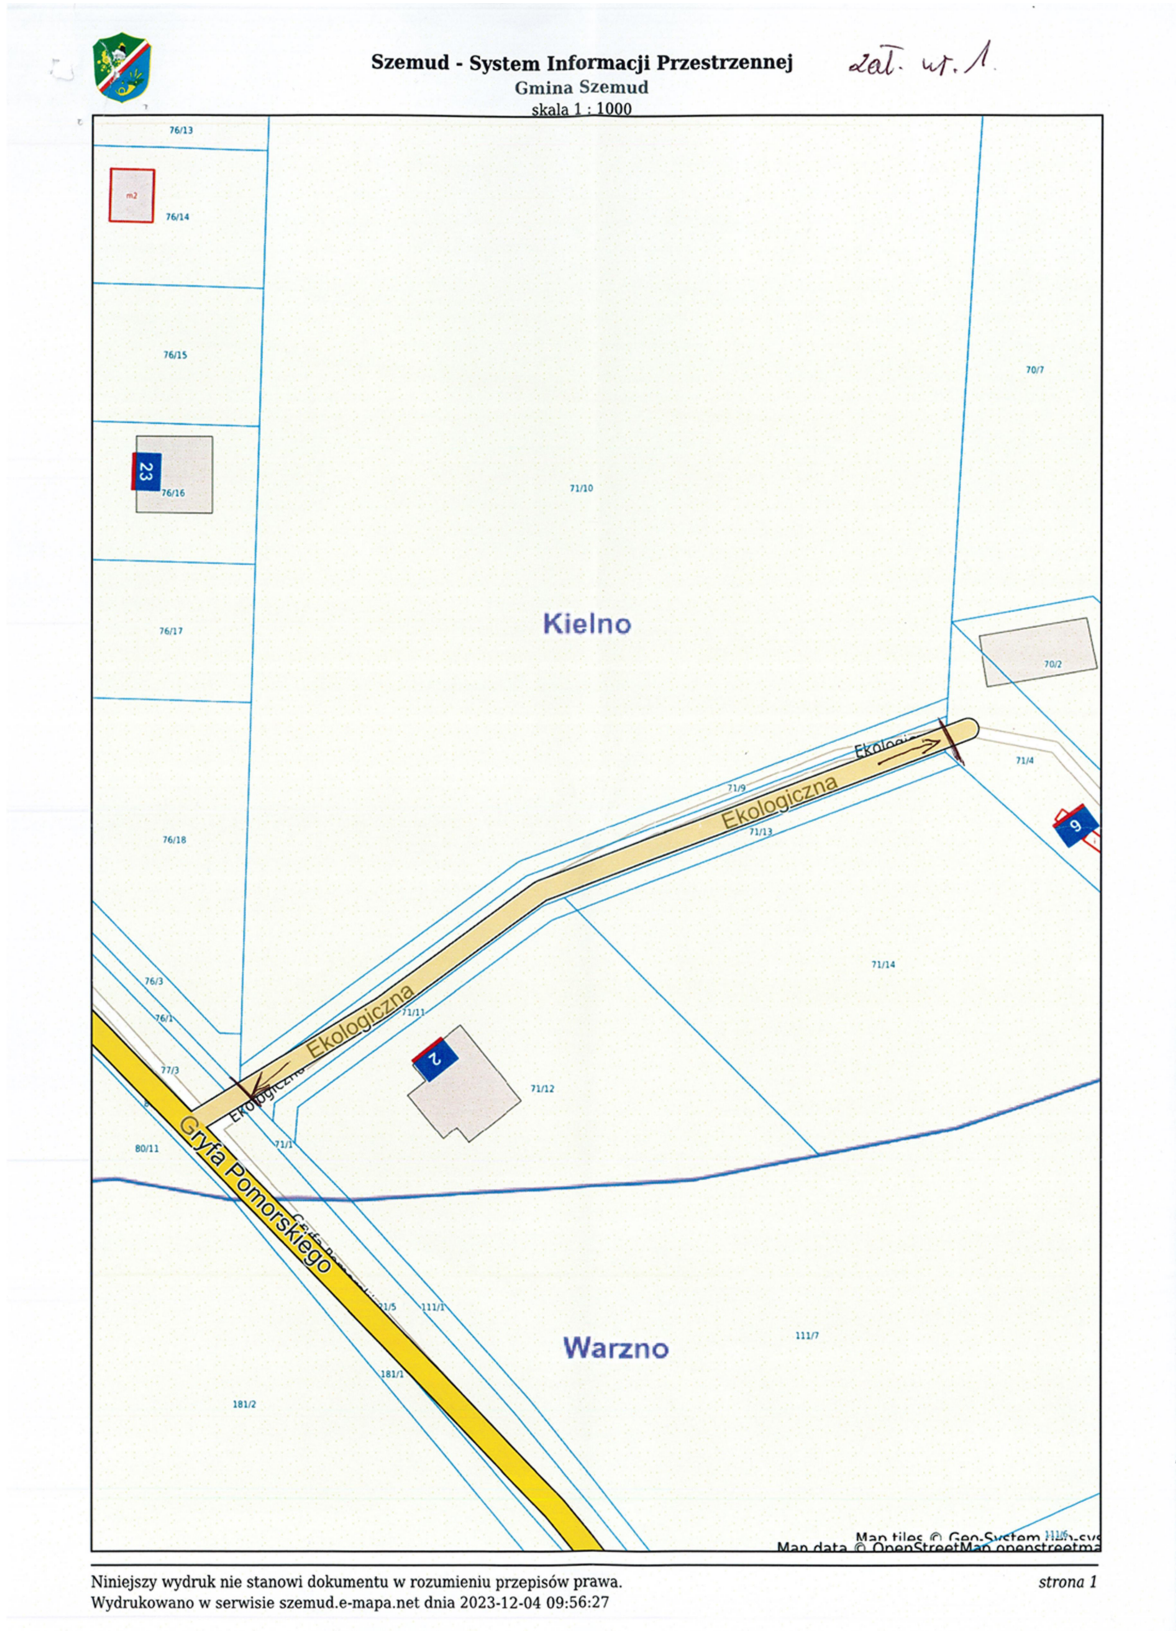 Szemud - System Informacji Przestrzennej
zał. nr. 1.
Gmina Szemud
skala 1 : 1000
76/13
m2
76/14
76/15
70/7
23
76/16
71/10
Kielno
76/17
70/2
71/4
71/9
Ekologiczna
71/13
6
76/18
71/14
76/3
76/1
71/11
Ekologiczna
2
77/3
71/12
Ekologiczna
80/11
71/1
Gryfa Pomorskiego
111/1
111/7
Warzno
181/1
181/2
Map tiles © Geo-System
111/6
Map data © OpenStreetMap
Niniejszy wydruk nie stanowi dokumentu w rozumieniu przepisów prawa.
strona 1
Wydrukowano w serwisie szemud.e-mapa.net dnia 2023-12-04 09:56:27